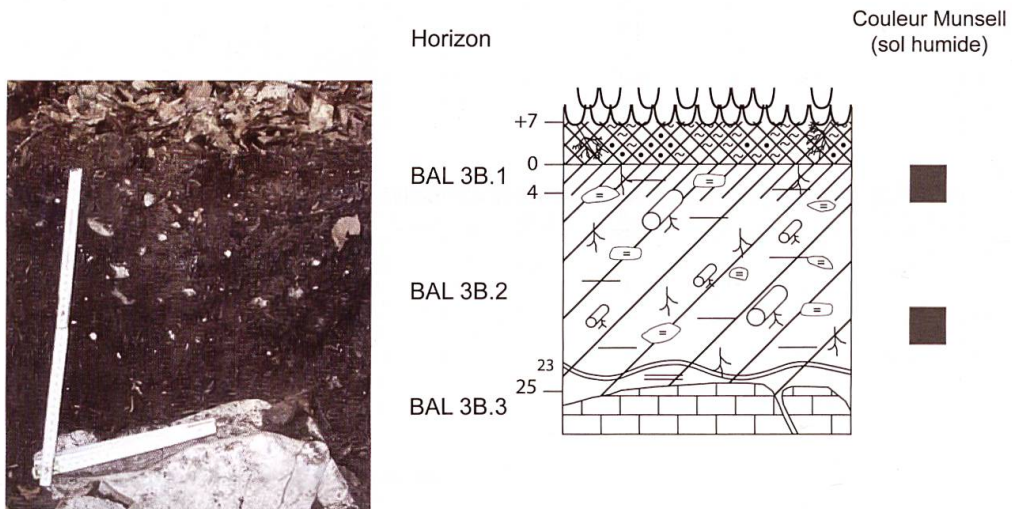 Horizon
Couleur Munsell
(sol humide)
+7
0
BAL 3B.1
4
BAL 3B.2
23
25
BAL 3B.3